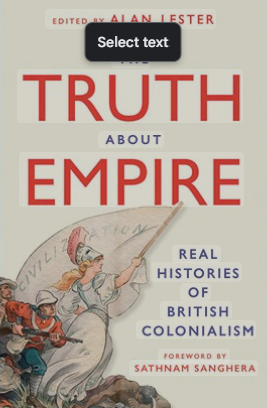 EDITED BY ALAN LESTER
Select text
TRUTH
ABOUT
EMPIRE
CIVILIZATION
REAL
HISTORIES
OF
BRITISH
COLONIALISM
FOREWORD BY
SATHNAM SANGHERA